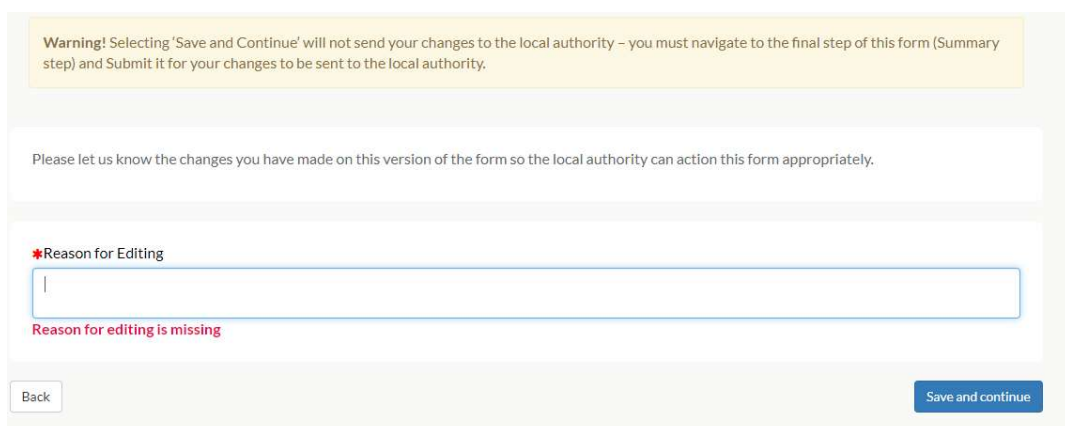 Warning! Selecting ‘Save and Continue’ will not send your changes to the local authority – you must navigate to the final step of this form (Summary
step) and Submit it for your changes to be sent to the local authority.
Please let us know the changes you have made on this version of the form so the local authority can action this form appropriately.
✱Reason for Editing
Reason for editing is missing
Back
Save and continue